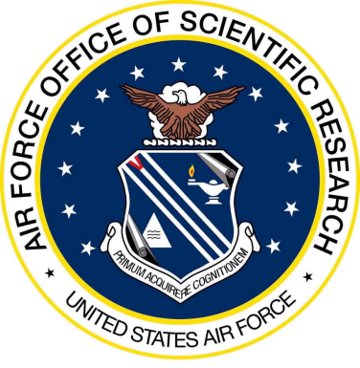 AIR FORCE OFFICE OF SCIENTIFIC RESEARCH
PRIMUM ACQUIRERE COGNITIONEM
UNITED STATES AIR FORCE